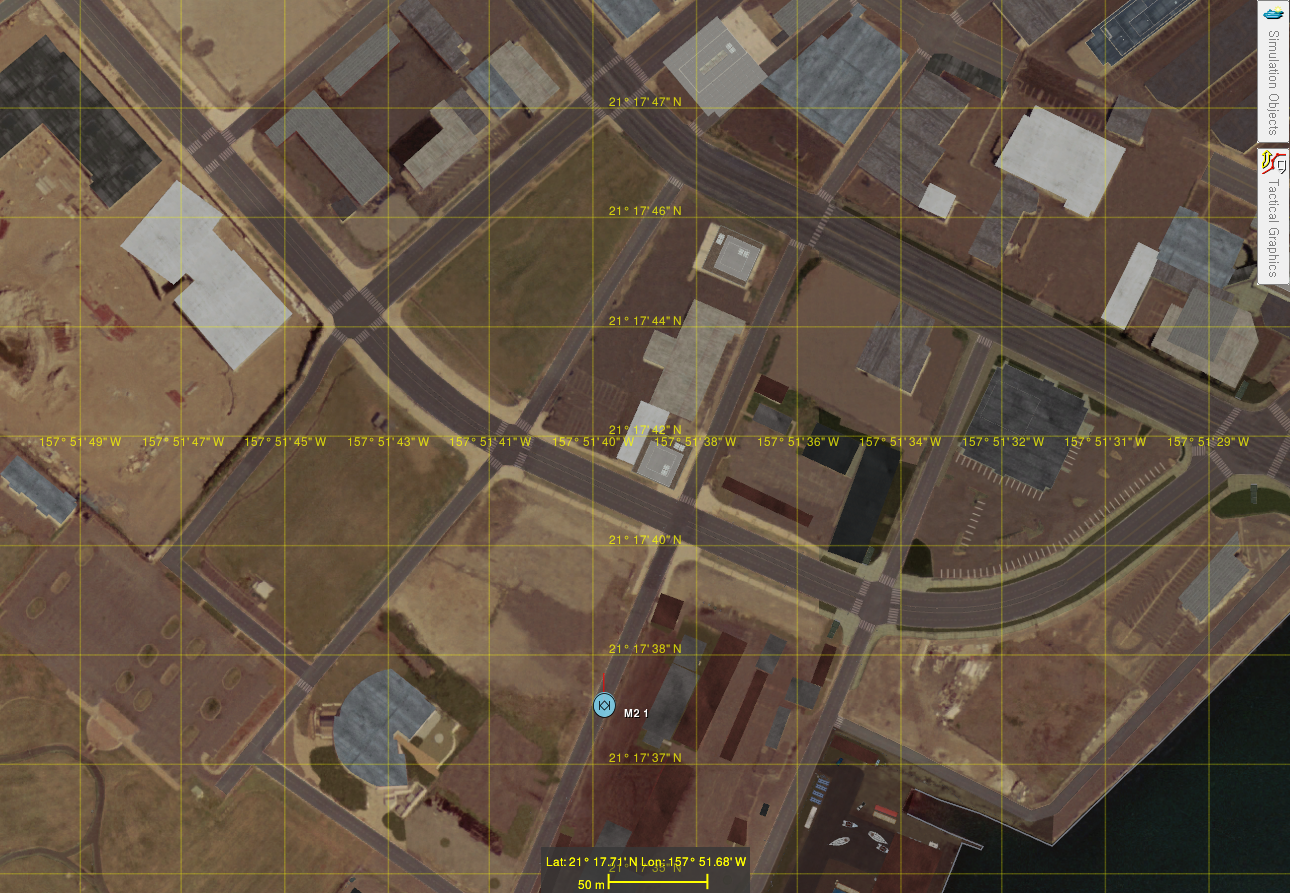 Simulation Objects
Tactical Graphics
21° 17' 47" N
21° 17' 46" N
21° 17' 44" N
21° 17' 42" N
157° 51' 49" W 157° 51' 47" W 157° 51' 45" W 157° 51' 43" W 157° 51' 41" W 157° 51' 40" W 157° 51' 38" W 157° 51' 36" W 157° 51' 34" W 157° 51' 32" W 157° 51' 31" W 157° 51' 29" W
21° 17' 40" N
21° 17' 38" N
M2 1
21° 17' 37" N
Lat: 21° 17.71' N Lon: 157° 51.68' W
21° 17' 35" N
50 m